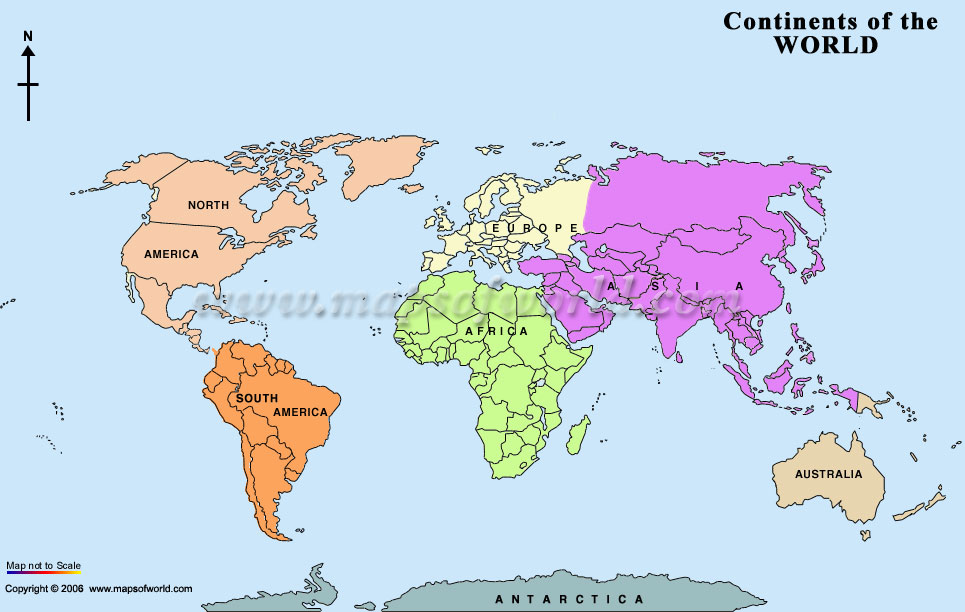 Continents of the
WORLD
N
NORTH
AMERICA
EUROPE
ASIA
www.mapsofworld.com
AFRICA
SOUTH
AMERICA
AUSTRALIA
Map not to Scale
Copyright © 2006 www.mapsofworld.com
ANTARCTICA